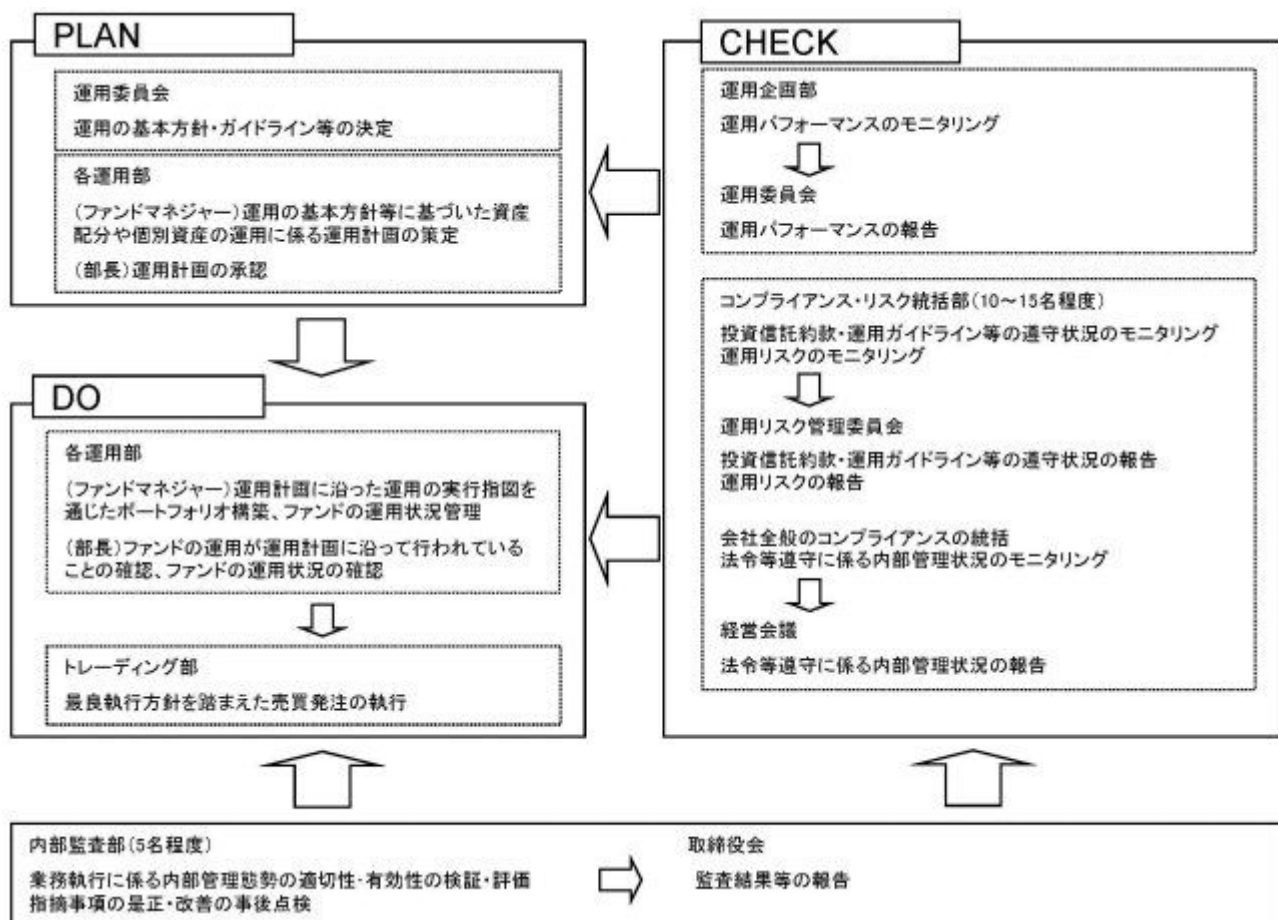 PLAN
運用委員会
運用の基本方針・ガイドライン等の決定
各運用部
(ファンドマネジャー)運用の基本方針等に基づいた資産
配分や個別資産の運用に係る運用計画の策定
(部長)運用計画の承認
DO
各運用部
(ファンドマネジャー)運用計画に沿った運用の実行指図を
通じたポートフォリオ構築、ファンドの運用状況管理
(部長)ファンドの運用が運用計画に沿って行われている
ことの確認、ファンドの運用状況の確認
トレーディング部
最良執行方針を踏まえた売買発注の執行
CHECK
運用企画部
運用パフォーマンスのモニタリング
運用委員会
運用パフォーマンスの報告
コンプライアンス・リスク統括部(10～15名程度)
投資信託約款・運用ガイドライン等の遵守状況のモニタリング
運用リスクのモニタリング
運用リスク管理委員会
投資信託約款・運用ガイドライン等の遵守状況の報告
運用リスクの報告
会社全般のコンプライアンスの統括
法令等遵守に係る内部管理状況のモニタリング
経営会議
法令等遵守に係る内部管理状況の報告
内部監査部(5名程度)
業務執行に係る内部管理態勢の適切性・有効性の検証・評価
指摘事項の是正・改善の事後点検
取締役会
監査結果等の報告